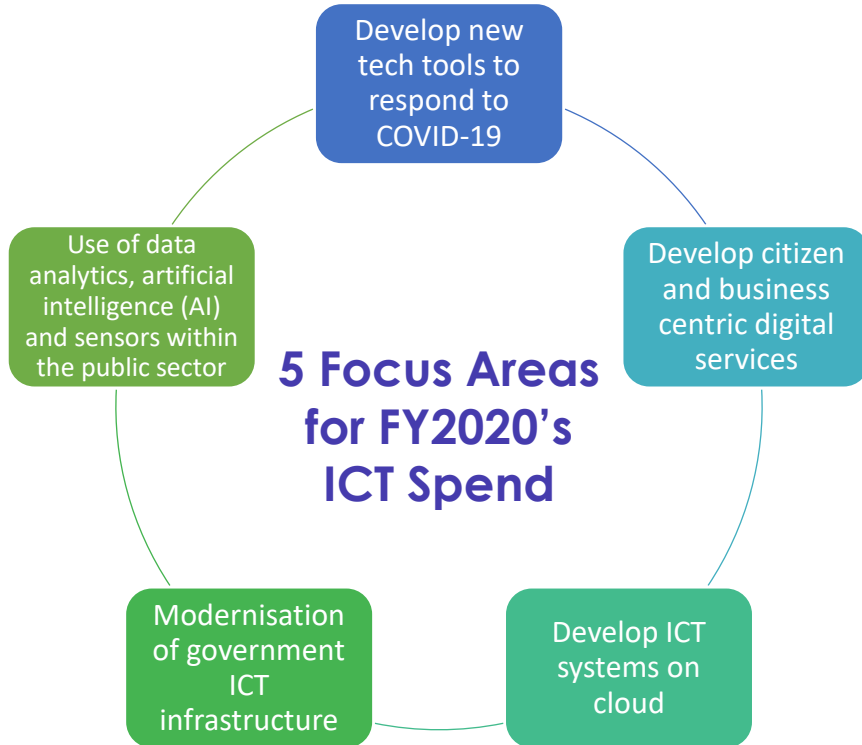 Develop new
tech tools to
respond to
COVID-19
Develop citizen
and business
centric digital
services
Develop ICT
systems on
cloud
Modernisation
of government
ICT
infrastructure
Use of data
analytics, artificial
intelligence (AI)
and sensors within
the public sector
5 Focus Areas
for FY2020's
ICT Spend